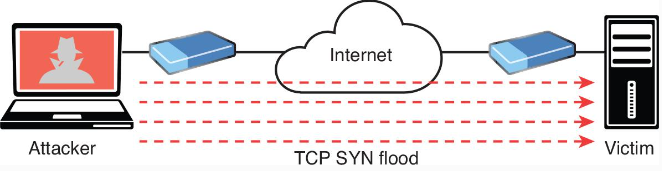 Internet
Attacker
TCP SYN flood
Victim